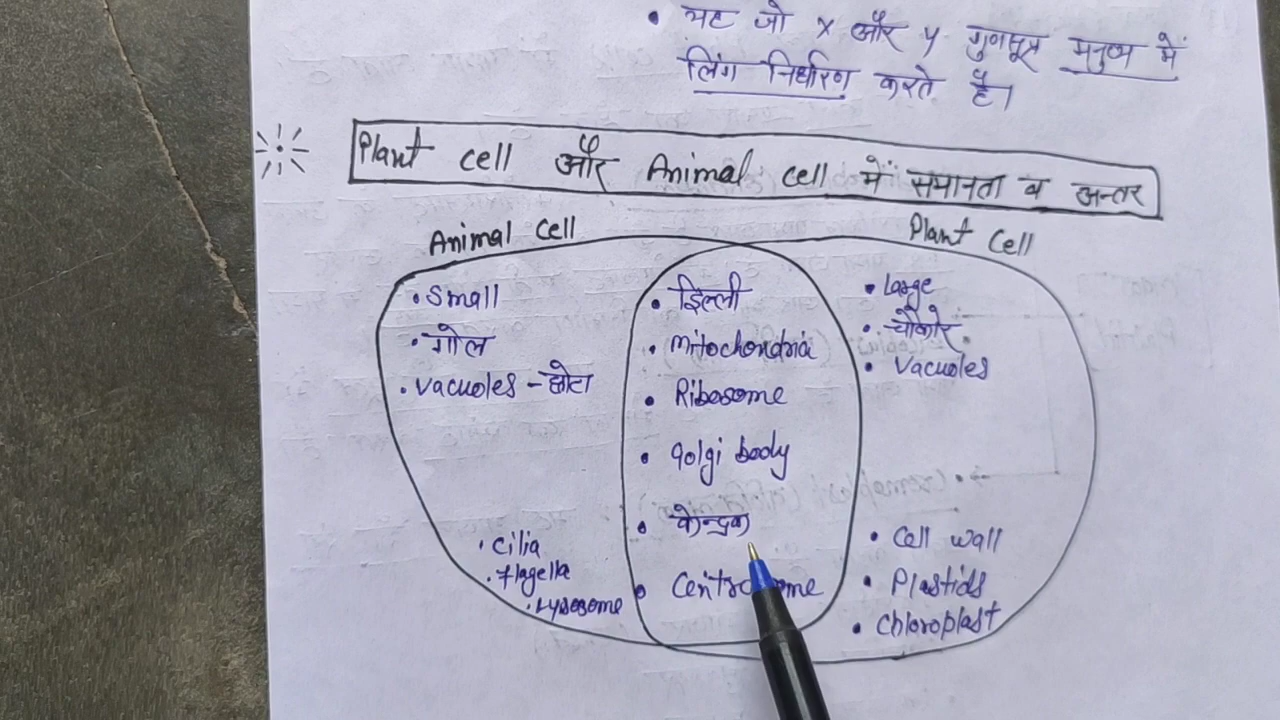 • यह जो X और Y गुणसूत्र मनुष्य में
लिंग निर्धारण करते हैं।
Plant cell और Animal cell में समानता व अन्तर
Animal Cell
Plant Cell
• Small
• गोल
• Vacuoles - छोटा
• Cilia
• Flagella
• Lysosome
• झिल्ली
• Mitochondria
• Ribosome
• Golgi body
• केन्द्रक
• Centrosome
• Large
• चौकोर
• Vacuoles
• Cell wall
• Plastids
• Chloroplast